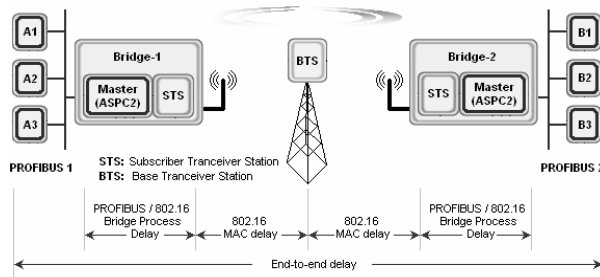 A1
A2
A3
PROFIBUS 1
Bridge-1
Master
(ASPC2)
STS
BTS
Bridge-2
STS
Master
(ASPC2)
B1
B2
B3
PROFIBUS 2
STS: Subscriber Tranceiver Station
BTS: Base Tranceiver Station
PROFIBUS / 802.16
Bridge Process
Delay
802.16
MAC delay
802.16
MAC delay
PROFIBUS / 802.16
Bridge Process
Delay
End-to-end delay